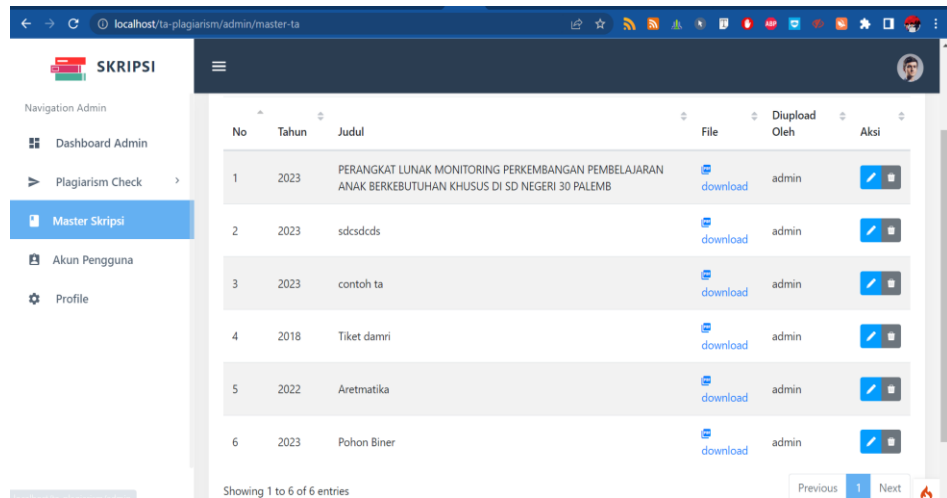 localhost/ta-plagiarism/admin/master-ta
SKRIPSI
Navigation Admin
Dashboard Admin
Plagiarism Check
Master Skripsi
Akun Pengguna
Profile
No Tahun Judul File Diupload Oleh Aksi
1 2023 PERANGKAT LUNAK MONITORING PERKEMBANGAN PEMBELAJARAN
ANAK BERKEBUTUHAN KHUSUS DI SD NEGERI 30 PALEMB download admin
2 2023 sdcsdcds download admin
3 2023 contoh ta download admin
4 2018 Tiket damri download admin
5 2022 Aretmatika download admin
6 2023 Pohon Biner download admin
Showing 1 to 6 of 6 entries
Previous 1 Next